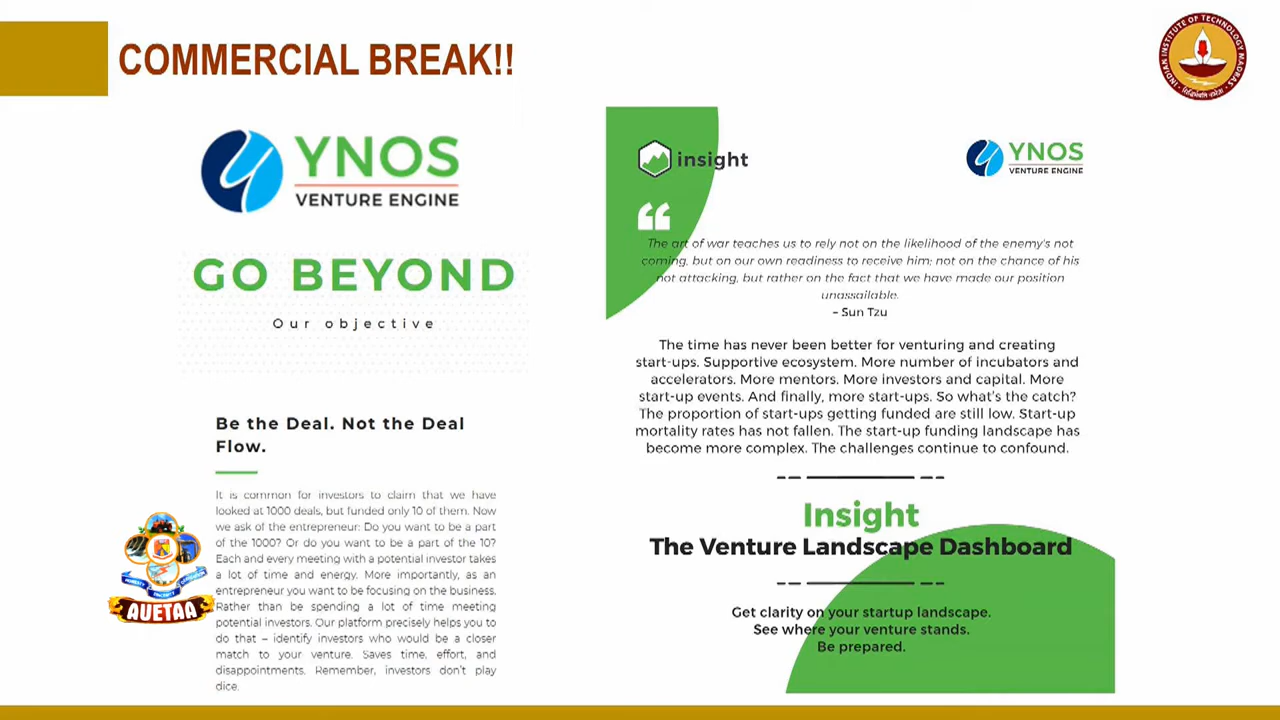 COMMERCIAL BREAK!!
INDIAN INSTITUTE OF TECHNOLOGY MADRAS
YNOS
VENTURE ENGINE
GO BEYOND
Our objective
Be the Deal. Not the Deal
Flow.
It is common for investors to claim that we have
looked at 1000 deals, but funded only 10 of them. Now
we ask of the entrepreneur: Do you want to be a part
of the 1000? Or do you want to be a part of the 10?
Each and every meeting with a potential investor takes
a lot of time and energy. More importantly, as an
entrepreneur you want to be focusing on the business.
Rather than be spending a lot of time meeting
potential investors. Our platform precisely helps you to
do that – identify investors who would be a closer
match to your venture. Saves time, effort, and
disappointments. Remember, investors don't play
dice.
AUETAA
insight
YNOS
VENTURE ENGINE
The art of war teaches us to rely not on the likelihood of the enemy's not
coming, but on our own readiness to receive him; not on the chance of his
not attacking, but rather on the fact that we have made our position
unassailable.
– Sun Tzu
The time has never been better for venturing and creating
start-ups. Supportive ecosystem. More number of incubators and
accelerators. More mentors. More investors and capital. More
start-up events. And finally, more start-ups. So what's the catch?
The proportion of start-ups getting funded are still low. Start-up
mortality rates has not fallen. The start-up funding landscape has
become more complex. The challenges continue to confound.
Insight
The Venture Landscape Dashboard
Get clarity on your startup landscape.
See where your venture stands.
Be prepared.